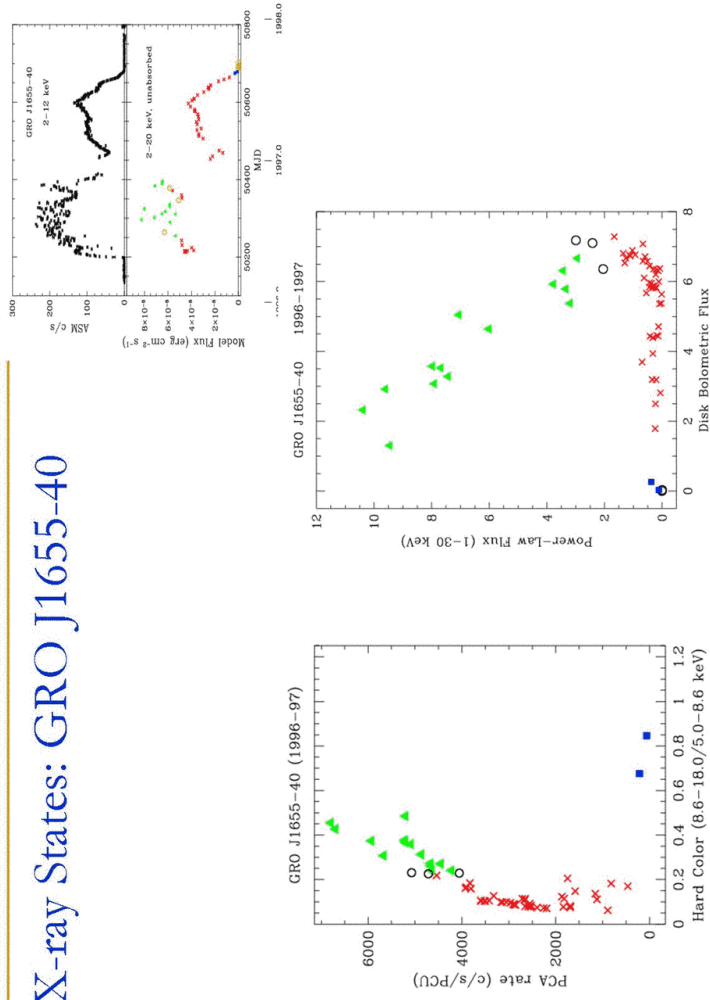 X-ray States: GRO J1655-40
GRO J1655-40
2-12 keV
300
200
100
0
ASM c/s
2-20 keV, unabsorbed
8×10⁻⁸
6×10⁻⁸
4×10⁻⁸
2×10⁻⁸
0
Model Flux (erg cm⁻² s⁻¹)
50200
50400
50600
50800
MJD
1997.0
1998.0
GRO J1655-40 (1996-97)
6000
4000
2000
0
PCA rate (c/s/PCU)
0
0.2
0.4
0.6
0.8
1
1.2
Hard Color (8.6-18.0/5.0-8.6 keV)
GRO J1655-40 1996-1997
12
10
8
6
4
2
0
Power-Law Flux (1-30 keV)
0
2
4
6
8
Disk Bolometric Flux